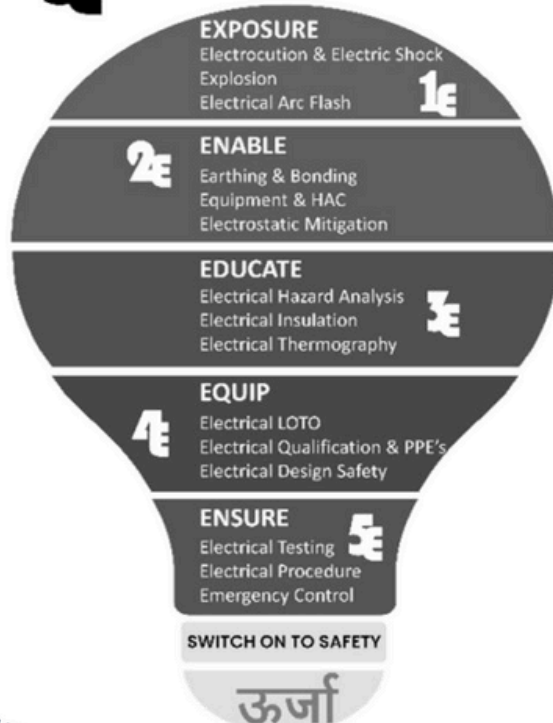 EXPOSURE
Electrocution & Electric Shock
Explosion
Electrical Arc Flash
1E
2E
ENABLE
Earthing & Bonding
Equipment & HAC
Electrostatic Mitigation
EDUCATE
Electrical Hazard Analysis
Electrical Insulation
Electrical Thermography
3E
EQUIP
4E
Electrical LOTO
Electrical Qualification & PPE's
Electrical Design Safety
ENSURE
5E
Electrical Testing
Electrical Procedure
Emergency Control
SWITCH ON TO SAFETY
ऊर्जा